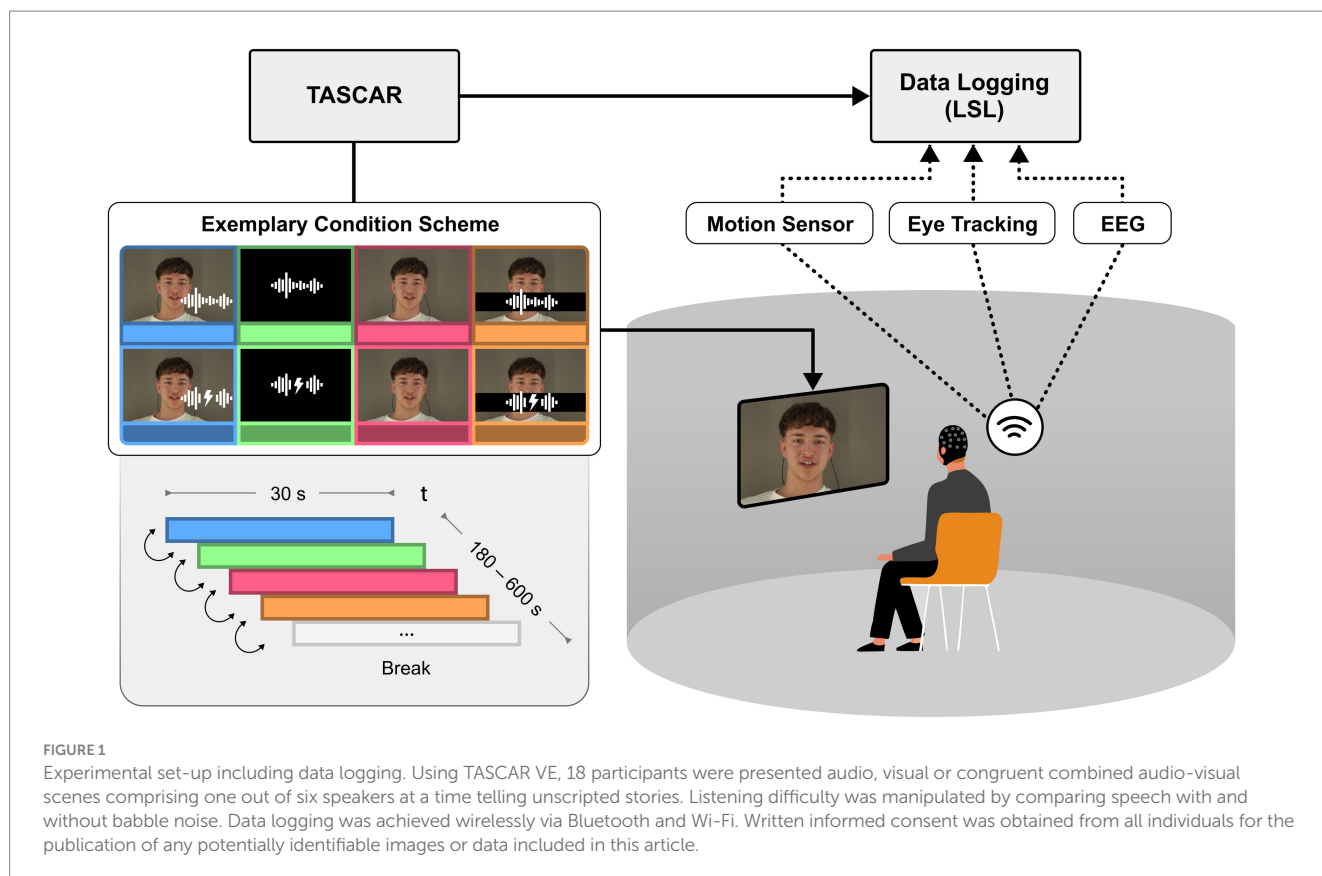 TASCAR
Data Logging
(LSL)
Exemplary Condition Scheme
Motion Sensor
Eye Tracking
EEG
30 s
t
180 – 600 s
...
Break
FIGURE 1
Experimental set-up including data logging. Using TASCAR VE, 18 participants were presented audio, visual or congruent combined audio-visual
scenes comprising one out of six speakers at a time telling unscripted stories. Listening difficulty was manipulated by comparing speech with and
without babble noise. Data logging was achieved wirelessly via Bluetooth and Wi-Fi. Written informed consent was obtained from all individuals for the
publication of any potentially identifiable images or data included in this article.